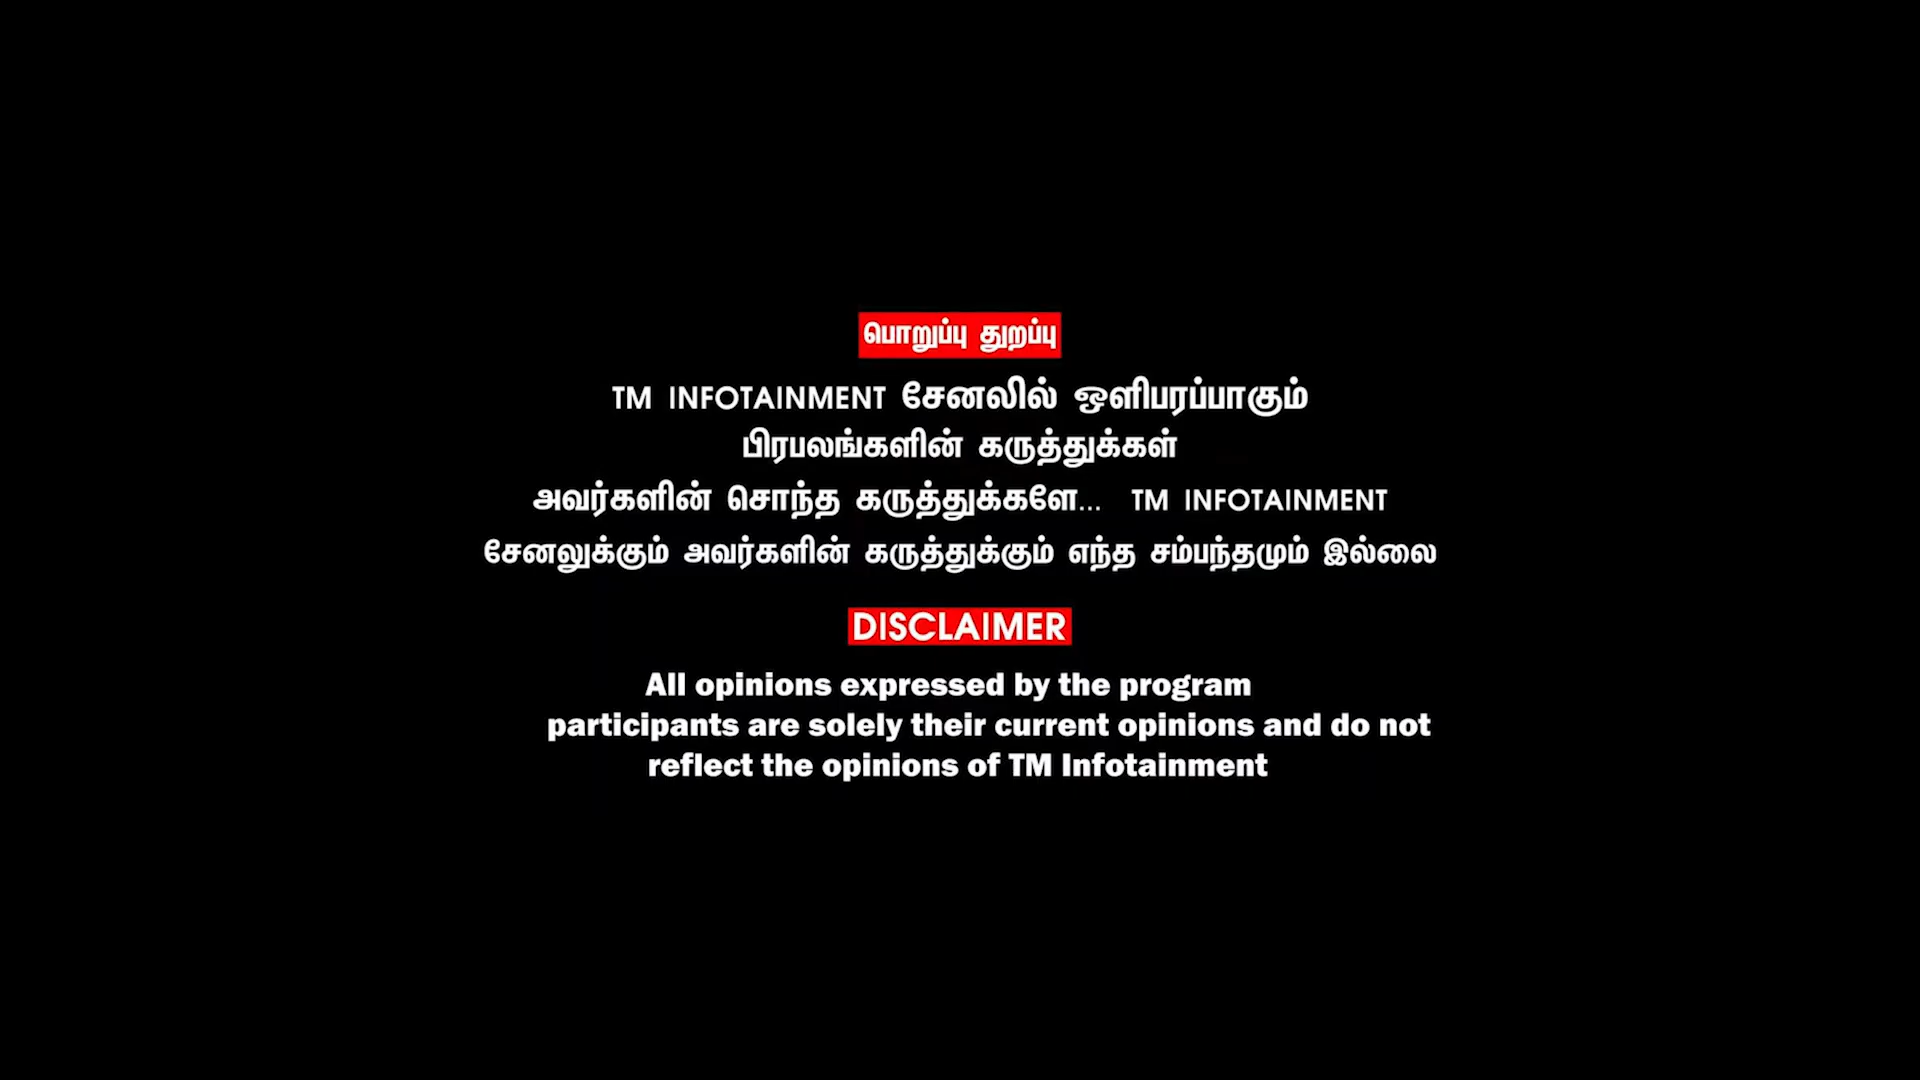 பொறுப்பு துறப்பு
TM INFOTAINMENT சேனலில் ஒளிபரப்பாகும்
பிரபலங்களின் கருத்துக்கள்
அவர்களின் சொந்த கருத்துக்களே... TM INFOTAINMENT
சேனலுக்கும் அவர்களின் கருத்துக்கும் எந்த சம்பந்தமும் இல்லை
DISCLAIMER
All opinions expressed by the program
participants are solely their current opinions and do not
reflect the opinions of TM Infotainment